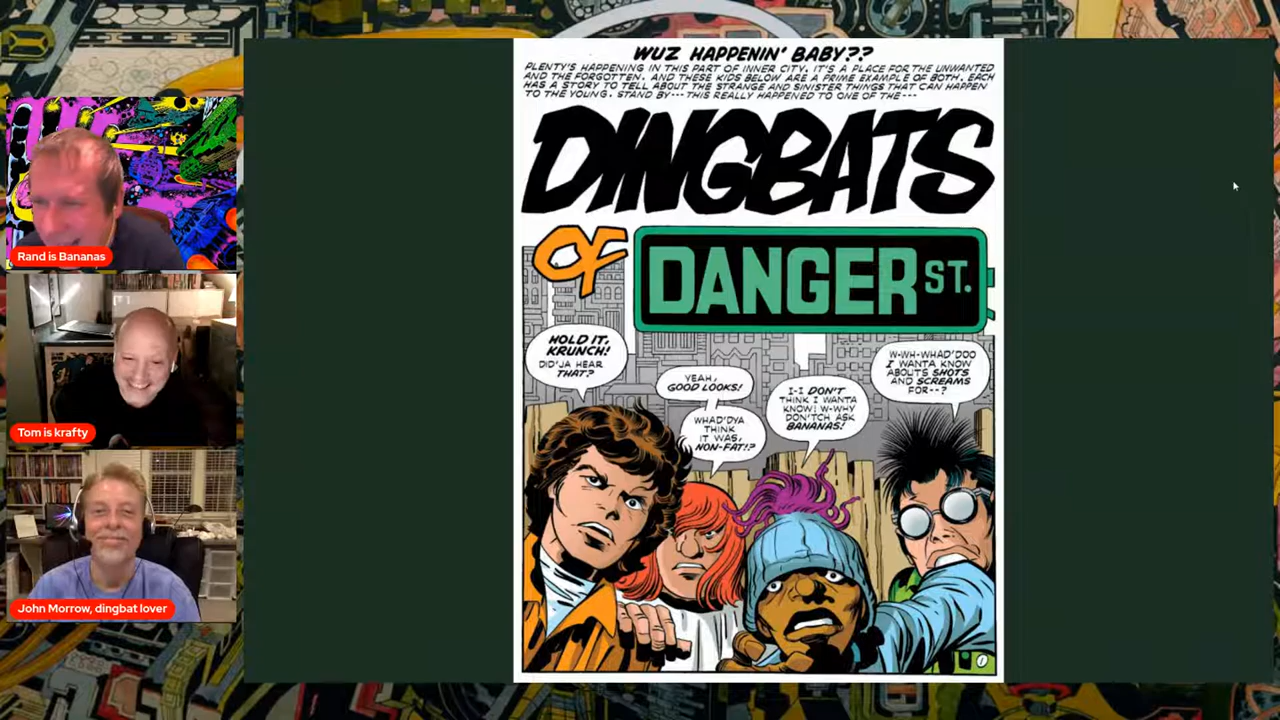 WUZ HAPPENIN' BABY??
PLENTY'S HAPPENING IN THIS PART OF INNER CITY. IT'S A PLACE FOR THE UNWANTED
AND THE FORGOTTEN. AND THESE KIDS BELOW ARE A PRIME EXAMPLE OF BOTH. EACH
HAS A STORY TO TELL ABOUT THE STRANGE AND SINISTER THINGS THAT CAN HAPPEN
TO THE YOUNG. STAND BY--- THIS REALLY HAPPENED TO ONE OF THE---
DINGBATS
OF
DANGER ST.
HOLD IT,
KRUNCH!
DID'JA HEAR
THAT?
YEAH,
GOOD LOOKS!
WHAD'DYA
THINK
IT WAS,
NON-FAT!?
I-I DON'T
THINK I WANTA
KNOW! W-WHY
DON'TCH ASK
BANANAS!
W-WH-WHAD'DOO
I WANTA KNOW
ABOUTS SHOTS
AND SCREAMS
FOR--?
1
Rand is Bananas
Tom is krafty
John Morrow, dingbat lover